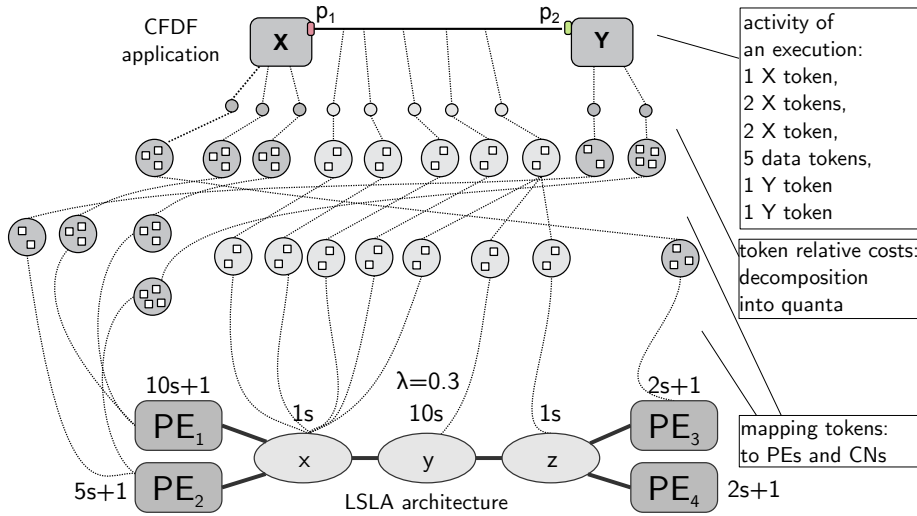 CFDF
application
X
p1
p2
Y
activity of
an execution:
1 X token,
2 X tokens,
2 X token,
5 data tokens,
1 Y token
1 Y token
token relative costs:
decomposition
into quanta
mapping tokens:
to PEs and CNs
10s+1
PE1
5s+1
PE2
1s
x
λ=0.3
10s
y
1s
z
2s+1
PE3
PE4
2s+1
LSLA architecture